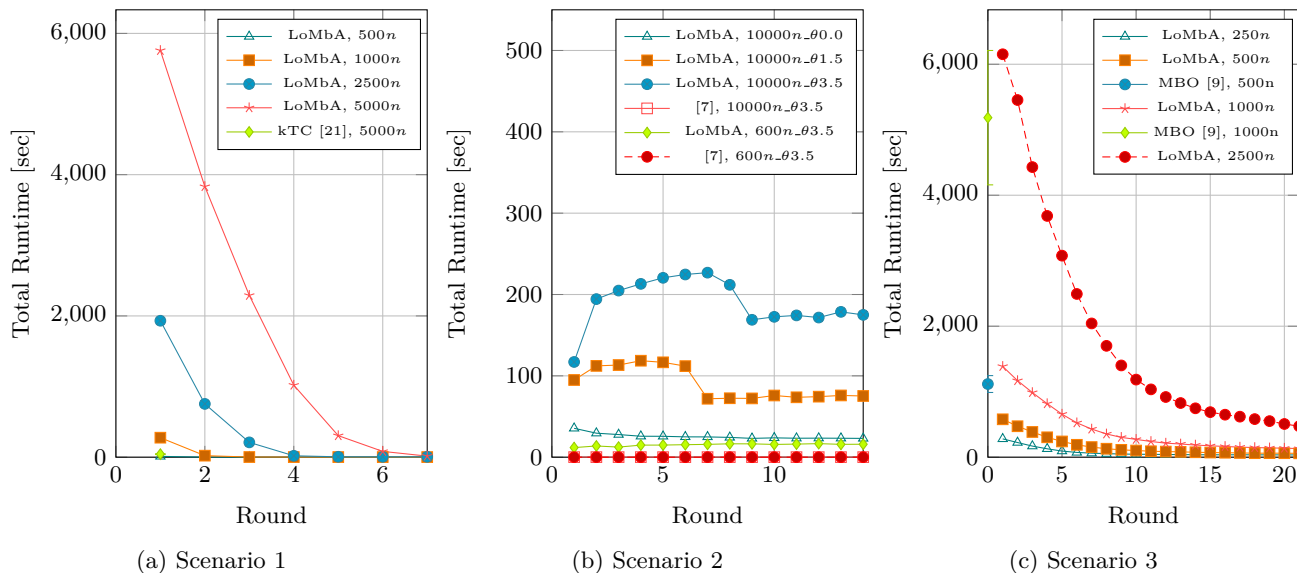 6,000
4,000
2,000
0
0
2
4
6
Total Runtime [sec]
Round
LoMbA, 500n
LoMbA, 1000n
LoMbA, 2500n
LoMbA, 5000n
kTC [21], 5000n
(a) Scenario 1
500
400
300
200
100
0
0
5
10
Total Runtime [sec]
Round
LoMbA, 10000n_θ0.0
LoMbA, 10000n_θ1.5
LoMbA, 10000n_θ3.5
[7], 10000n_θ3.5
LoMbA, 600n_θ3.5
[7], 600n_θ3.5
(b) Scenario 2
6,000
4,000
2,000
0
0
5
10
15
20
Total Runtime [sec]
Round
LoMbA, 250n
LoMbA, 500n
MBO [9], 500n
LoMbA, 1000n
MBO [9], 1000n
LoMbA, 2500n
(c) Scenario 3